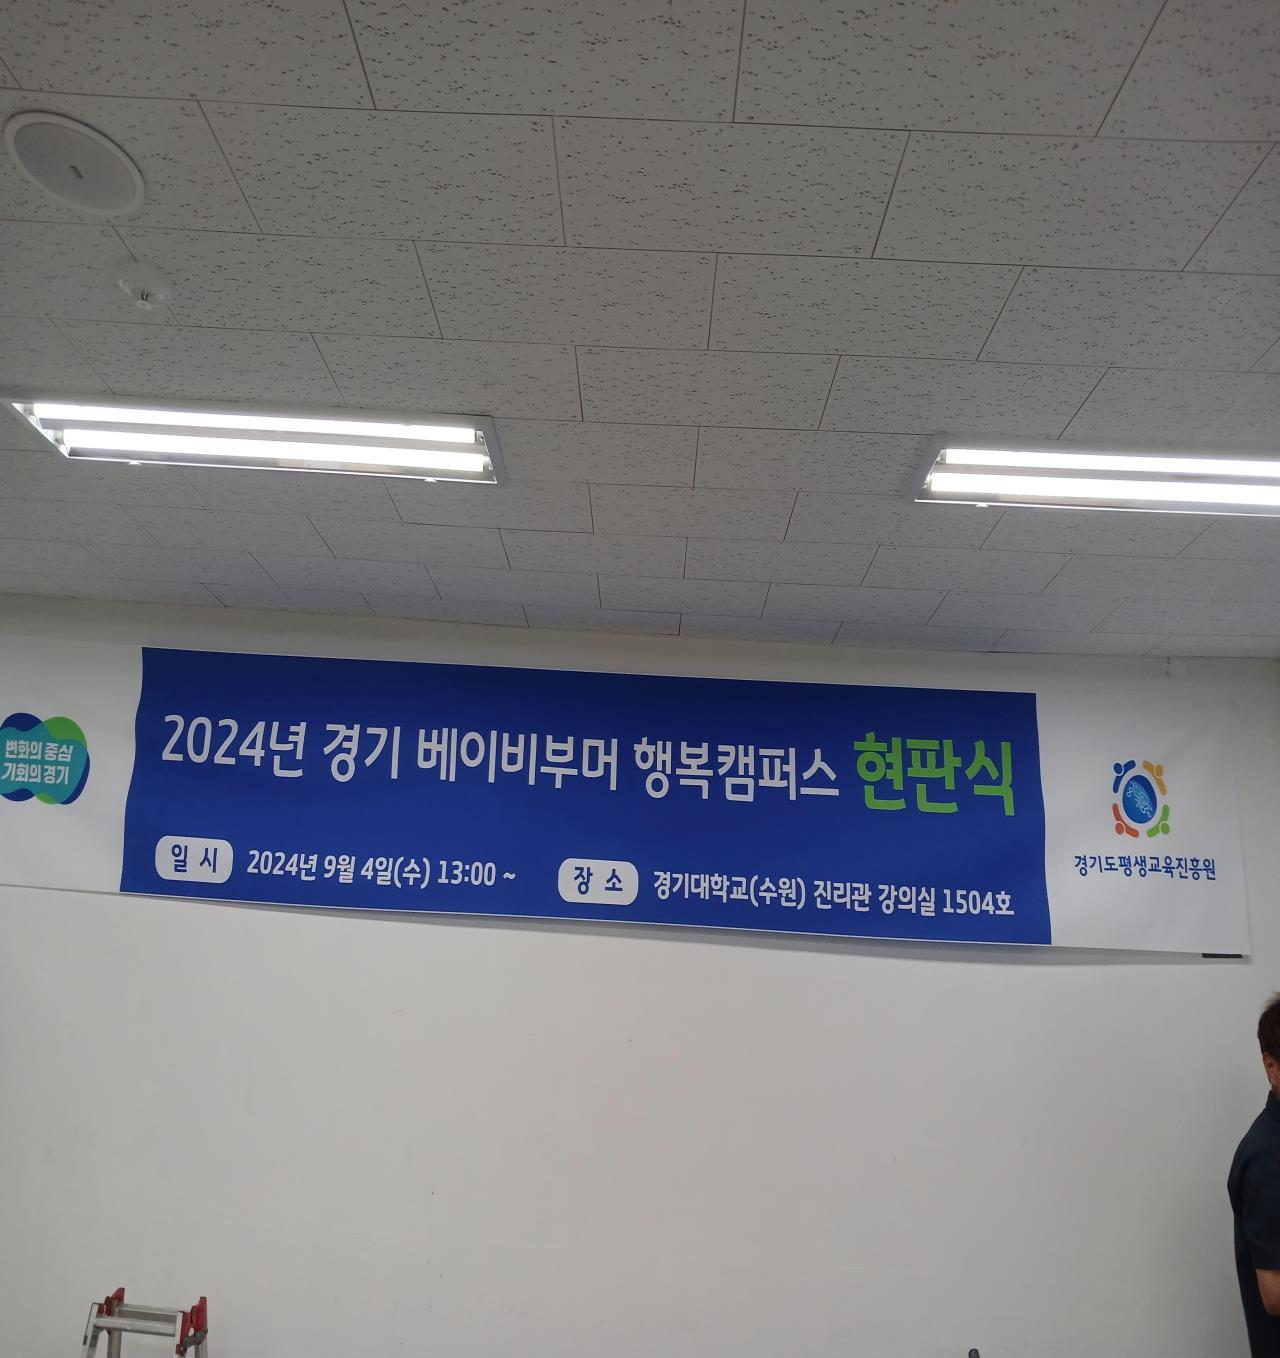 변화의 중심
기회의 경기
2024년 경기 베이비부머 행복캠퍼스 현판식
일 시 2024년 9월 4일(수) 13:00 ~ 장 소 경기대학교(수원) 진리관 강의실 1504호
경기도평생교육진흥원